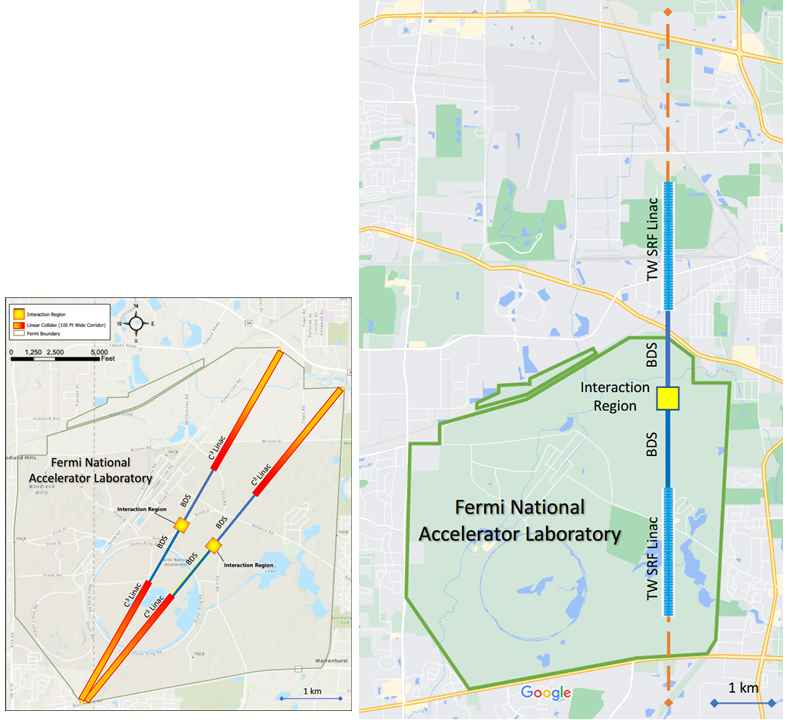 Interaction Region
Linear Collider (100 Ft Wide Corridor)
Fermi Boundary
N
W
E
S
0 1,250 2,500 5,000
Feet
C³ Linac
C³ Linac
Fermi National
Accelerator Laboratory
BDS
Interaction Region
BDS
BDS
BDS
Interaction Region
C³ Linac
C³ Linac
Warrenhurst
1 km
TW SRF Linac
BDS
Interaction
Region
BDS
Fermi National
Accelerator Laboratory
TW SRF Linac
Google
1 km